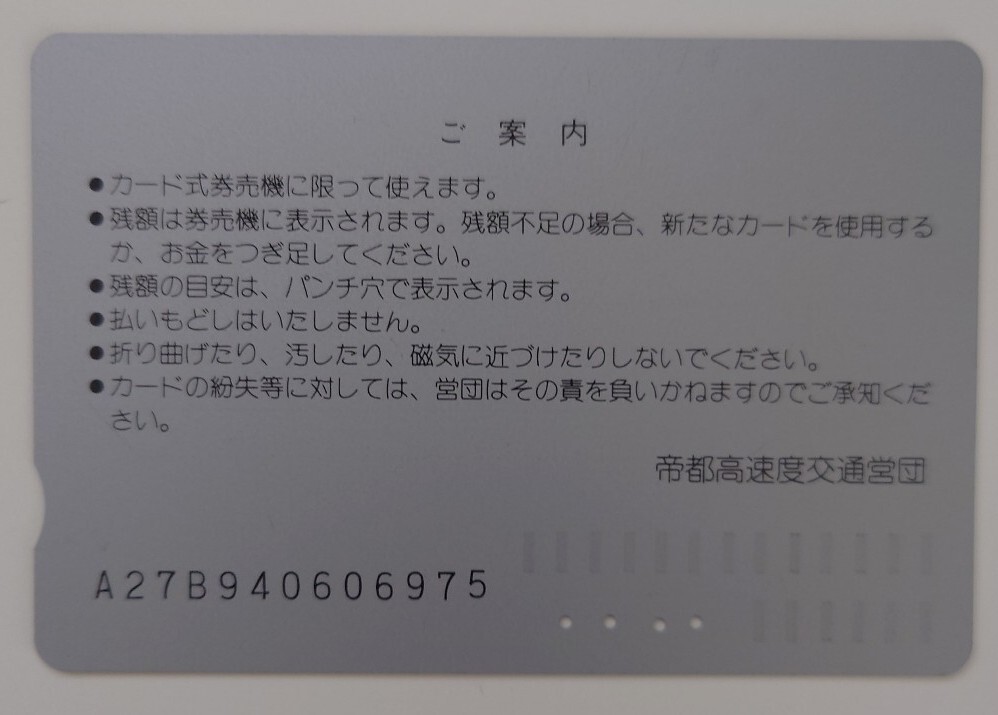 ご案内
●カード式券売機に限って使えます。
●残額は券売機に表示されます。残額不足の場合、新たなカードを使用する
か、お金をつぎ足してください。
●残額の目安は、パンチ穴で表示されます。
●払いもどしはいたしません。
●折り曲げたり、汚したり、磁気に近づけたりしないでください。
●カードの紛失等に対しては、営団はその責を負いかねますのでご承知くだ
さい。
帝都高速度交通営団
A27B940606975